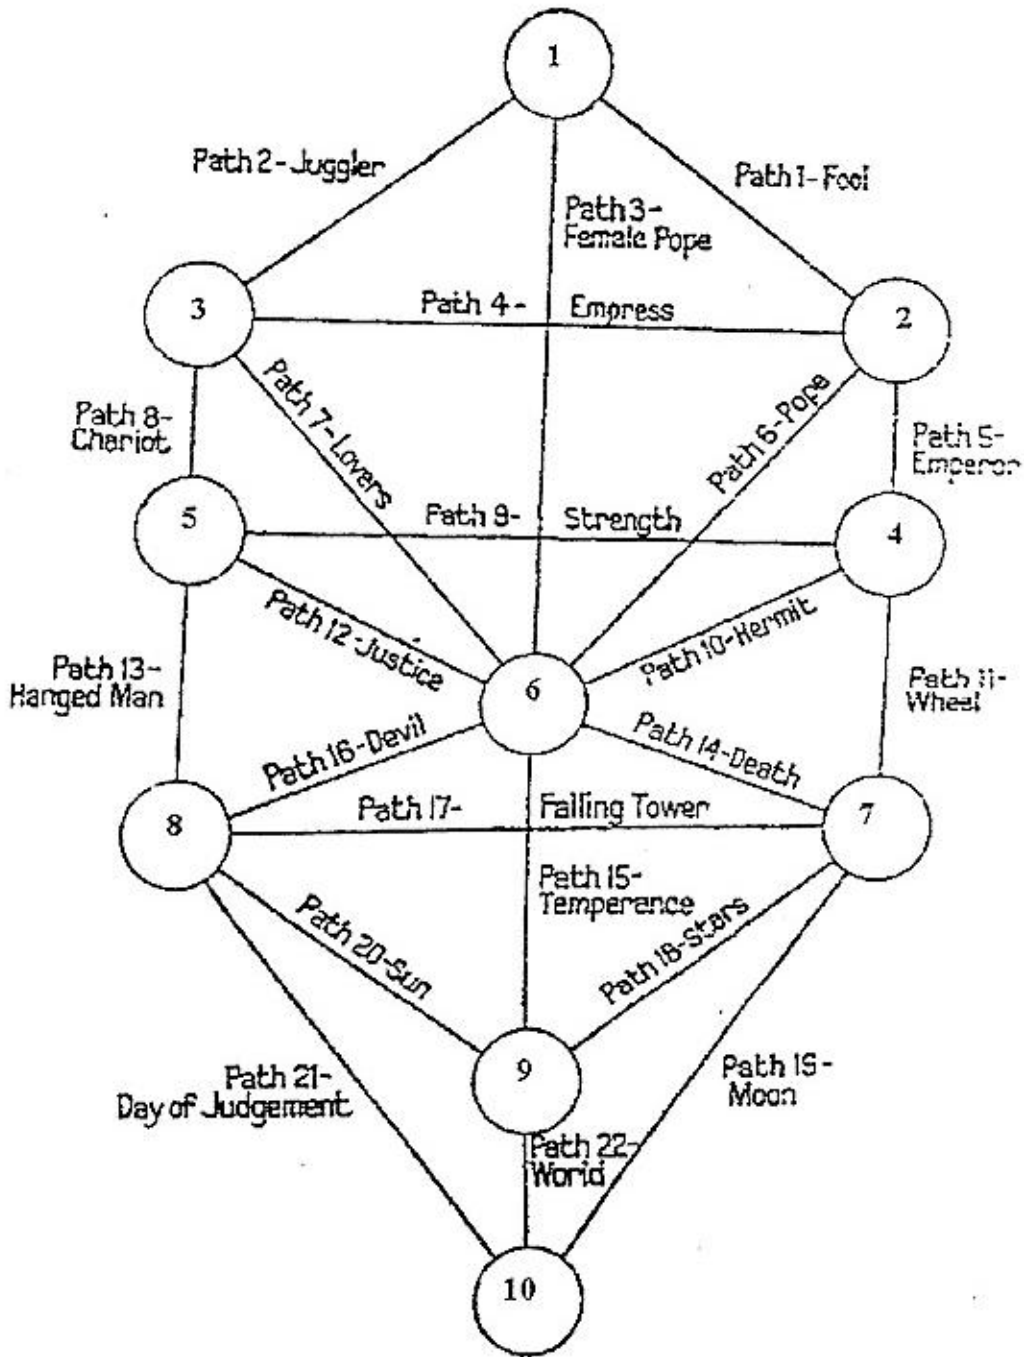 1
Path 2-Juggler
Path 1-Fool
Path 3-
Female Pope
3
Path 4- Empress
2
Path 7-Lovers
Path 6-Pope
Path 8-
Chariot
Path 5-
Emperor
5
Path 9- Strength
4
Path 12-Justice
Path 10-Hermit
Path 13-
Hanged Man
6
Path 11-
Wheel
Path 16-Devil
Path 14-Death
8
Path 17- Falling Tower
7
Path 15-
Temperance
Path 20-Sun
Path 18-Stars
9
Path 21-
Day of Judgement
Path 19-
Moon
Path 22-
World
10